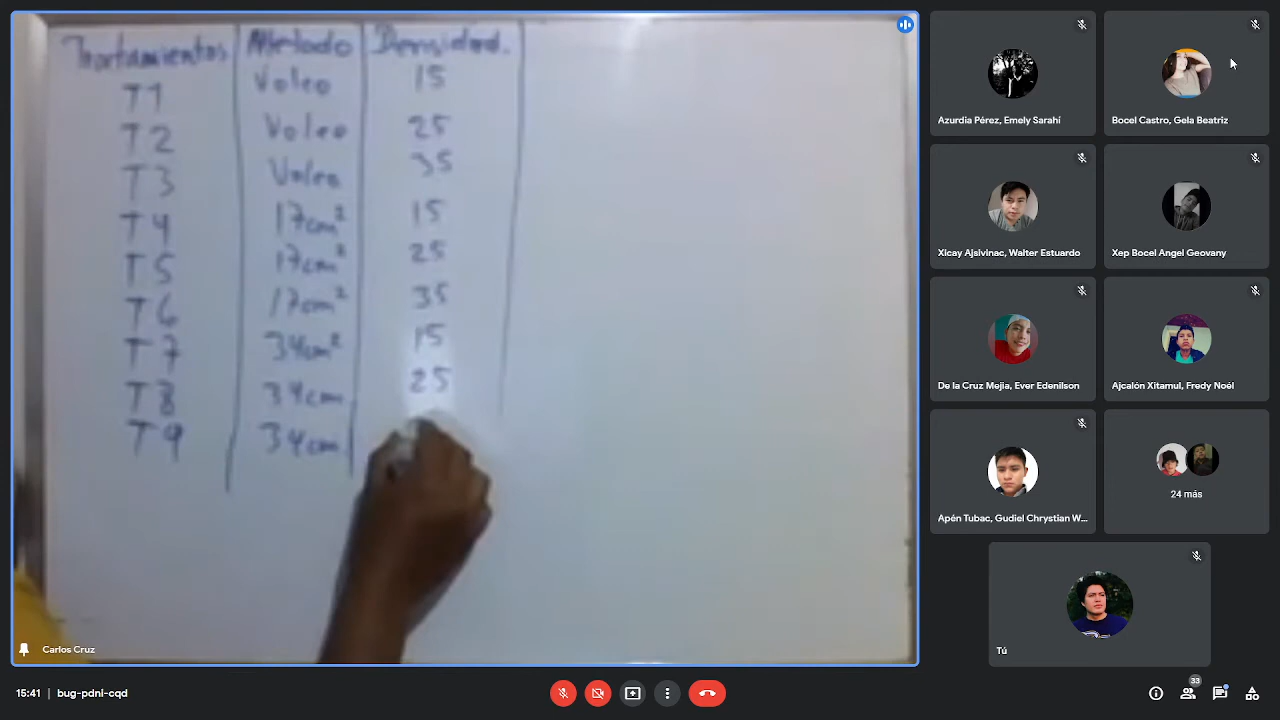 Tratamientos Metodo Densidad.
T1 Voleo 15
T2 Voleo 25
T3 Voleo 35
T4 17cm² 15
T5 17cm² 25
T6 17cm² 35
T7 34cm² 15
T8 34cm. 25
T9 34cm.
Carlos Cruz
Azurdia Pérez, Emely Sarahí
Bocel Castro, Gela Beatriz
Xicay Ajsivinac, Walter Estuardo
Xep Bocel Angel Geovany
De la Cruz Mejia, Ever Edenilson
Ajcalón Xitamul, Fredy Noél
Apén Tubac, Gudiel Chrystian W...
24 más
Tú
15:41 | bug-pdnl-cqd
33